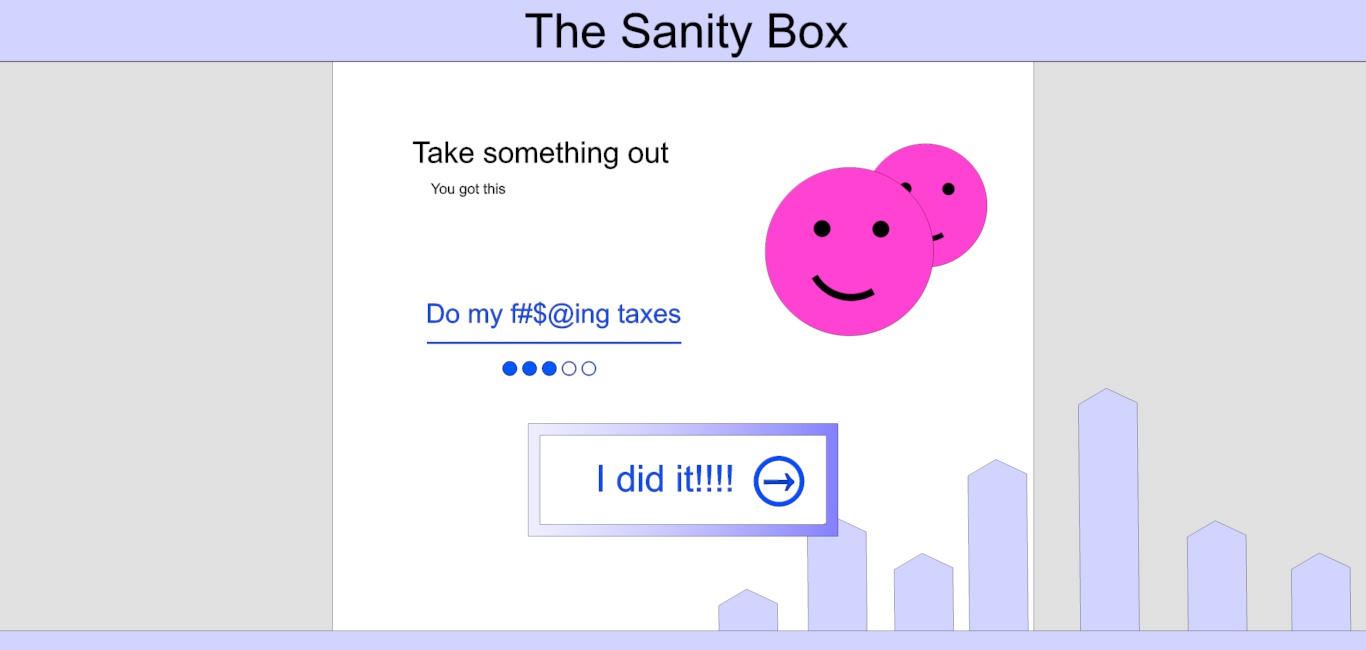 The Sanity Box
Take something out
You got this
Do my f#$@ing taxes
I did it!!!!